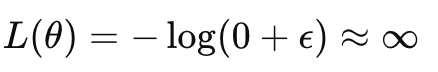 L(θ) = − log(0 + ϵ) ≈ ∞